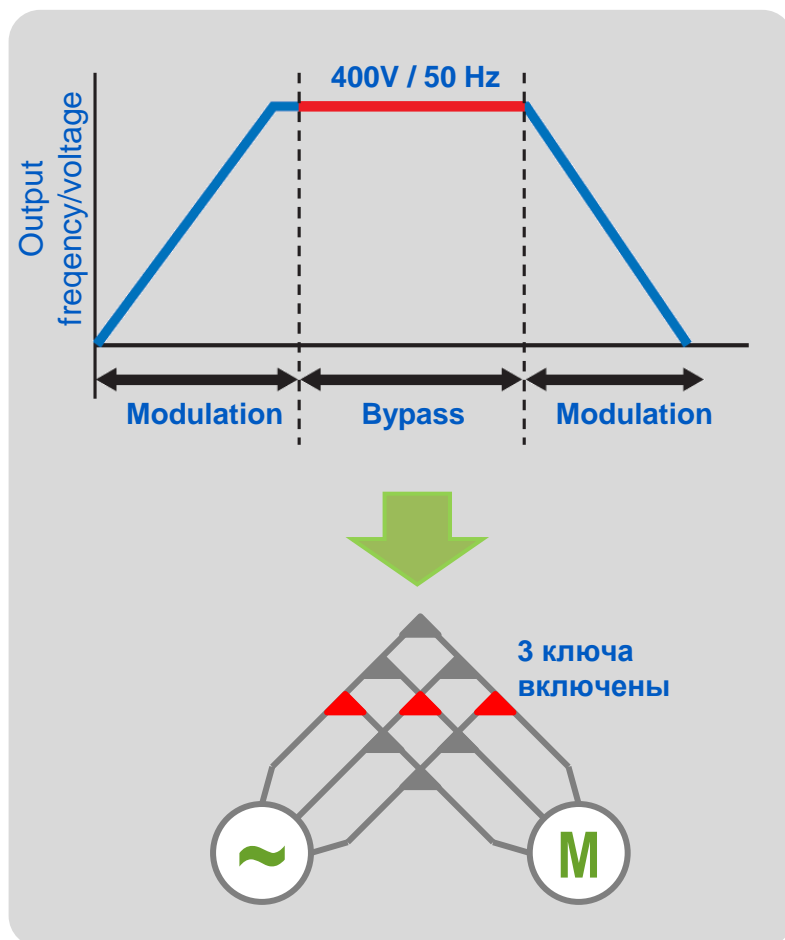 400V / 50 Hz
Output
freqency/voltage
Modulation
Bypass
Modulation
3 ключа
включены
~
M